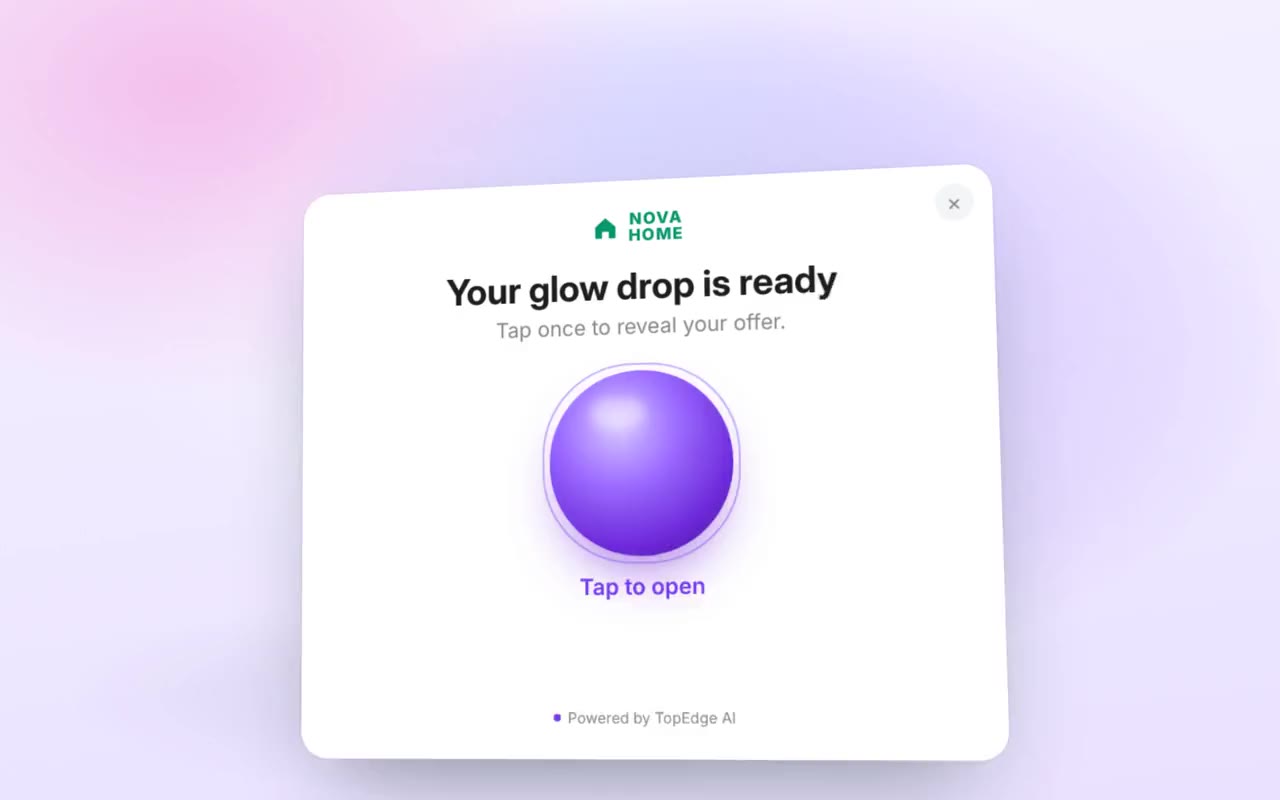 NOVA
HOME
Your glow drop is ready
Tap once to reveal your offer.
Tap to open
Powered by TopEdge AI